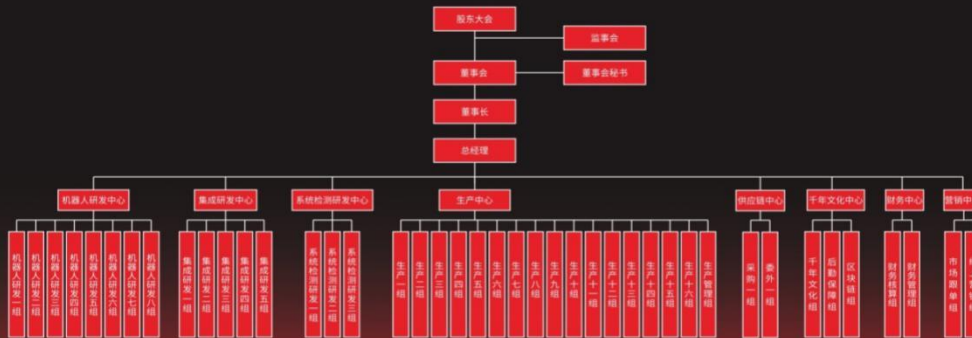 股东大会
监事会
董事会
董事会秘书
董事长
总经理
机器人研发中心
集成研发中心
系统检测研发中心
生产中心
供应链中心
千年文化中心
财务中心
营销中
机器人研发一组
机器人研发二组
机器人研发三组
机器人研发四组
机器人研发五组
机器人研发六组
机器人研发七组
机器人研发八组
集成研发一组
集成研发二组
集成研发三组
集成研发四组
集成研发五组
系统检测研发一组
系统检测研发二组
系统检测研发三组
生产一组
生产二组
生产三组
生产四组
生产五组
生产六组
生产七组
生产八组
生产九组
生产十组
生产十一组
生产十二组
生产十三组
生产十四组
生产十五组
生产十六组
生产管理组
采购一组
委外一组
千年文化组
后勤保障组
区块链组
财务核算组
财务管理组
市场跟单组